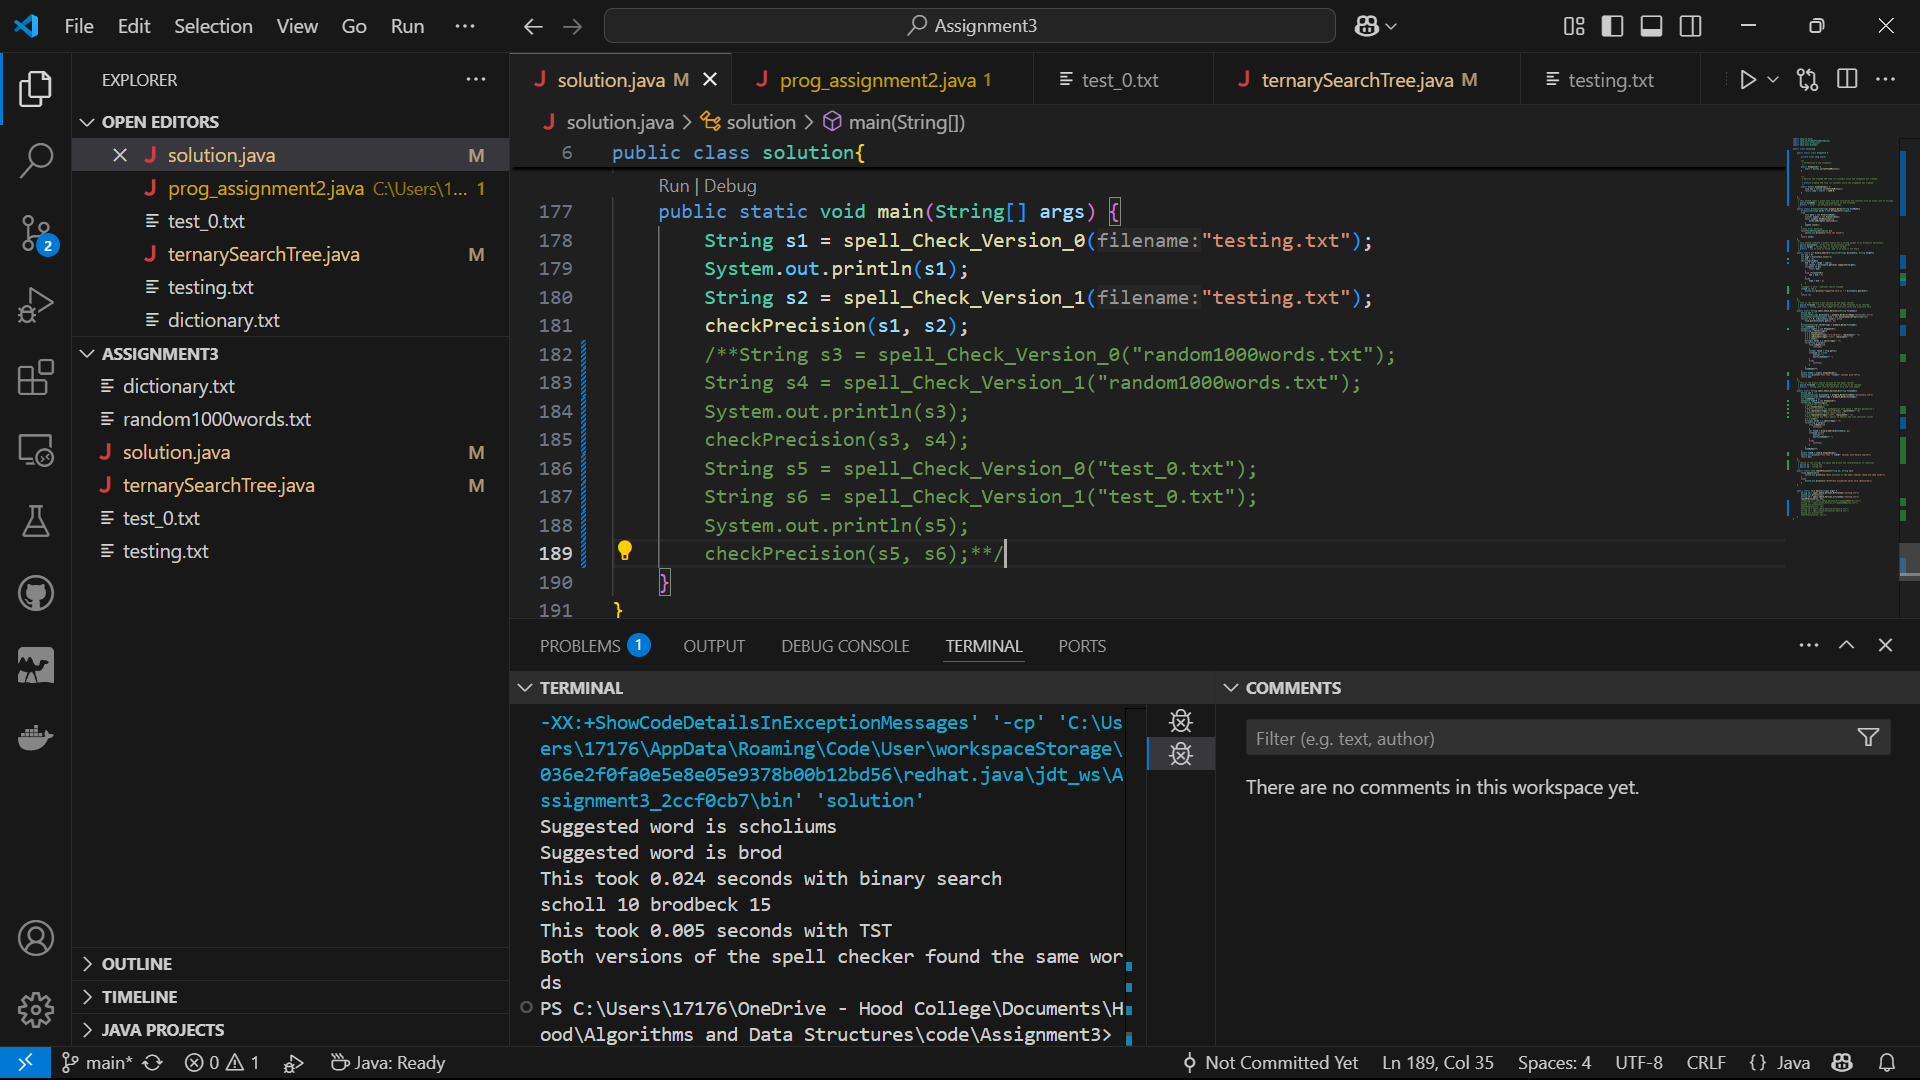 File Edit Selection View Go Run ···
Assignment3
EXPLORER
OPEN EDITORS
solution.java M
prog_assignment2.java C:\Users\1... 1
test_0.txt
ternarySearchTree.java M
testing.txt
dictionary.txt
ASSIGNMENT3
dictionary.txt
random1000words.txt
solution.java M
ternarySearchTree.java M
test_0.txt
testing.txt
OUTLINE
TIMELINE
JAVA PROJECTS
2
solution.java M
prog_assignment2.java 1
test_0.txt
ternarySearchTree.java M
testing.txt
solution.java > solution > main(String[])
6 public class solution{
Run | Debug
177 public static void main(String[] args) {
178 String s1 = spell_Check_Version_0(filename:"testing.txt");
179 System.out.println(s1);
180 String s2 = spell_Check_Version_1(filename:"testing.txt");
181 checkPrecision(s1, s2);
182 /**String s3 = spell_Check_Version_0("random1000words.txt");
183 String s4 = spell_Check_Version_1("random1000words.txt");
184 System.out.println(s3);
185 checkPrecision(s3, s4);
186 String s5 = spell_Check_Version_0("test_0.txt");
187 String s6 = spell_Check_Version_1("test_0.txt");
188 System.out.println(s5);
189 checkPrecision(s5, s6);**/
190 }
191 }
PROBLEMS 1 OUTPUT DEBUG CONSOLE TERMINAL PORTS
TERMINAL
-XX:+ShowCodeDetailsInExceptionMessages' '-cp' 'C:\Us
ers\17176\AppData\Roaming\Code\User\workspaceStorage\
036e2f0fa0e5e8e05e9378b00b12bd56\redhat.java\jdt_ws\A
ssignment3_2ccf0cb7\bin' 'solution'
Suggested word is scholiums
Suggested word is brod
This took 0.024 seconds with binary search
scholl 10 brodbeck 15
This took 0.005 seconds with TST
Both versions of the spell checker found the same wor
ds
PS C:\Users\17176\OneDrive - Hood College\Documents\H
ood\Algorithms and Data Structures\code\Assignment3>
COMMENTS
Filter (e.g. text, author)
There are no comments in this workspace yet.
main* 0 1 Java: Ready
Not Committed Yet Ln 189, Col 35 Spaces: 4 UTF-8 CRLF {} Java